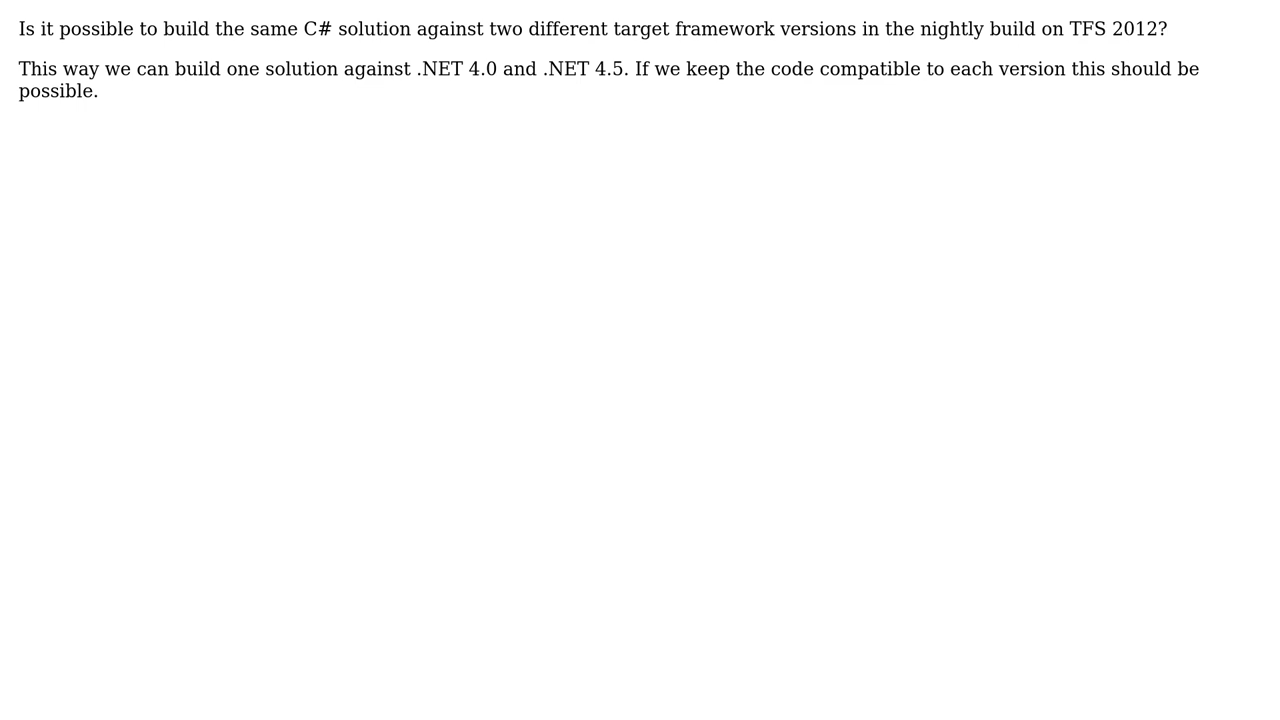 Is it possible to build the same C# solution against two different target framework versions in the nightly build on TFS 2012?
This way we can build one solution against .NET 4.0 and .NET 4.5. If we keep the code compatible to each version this should be
possible.